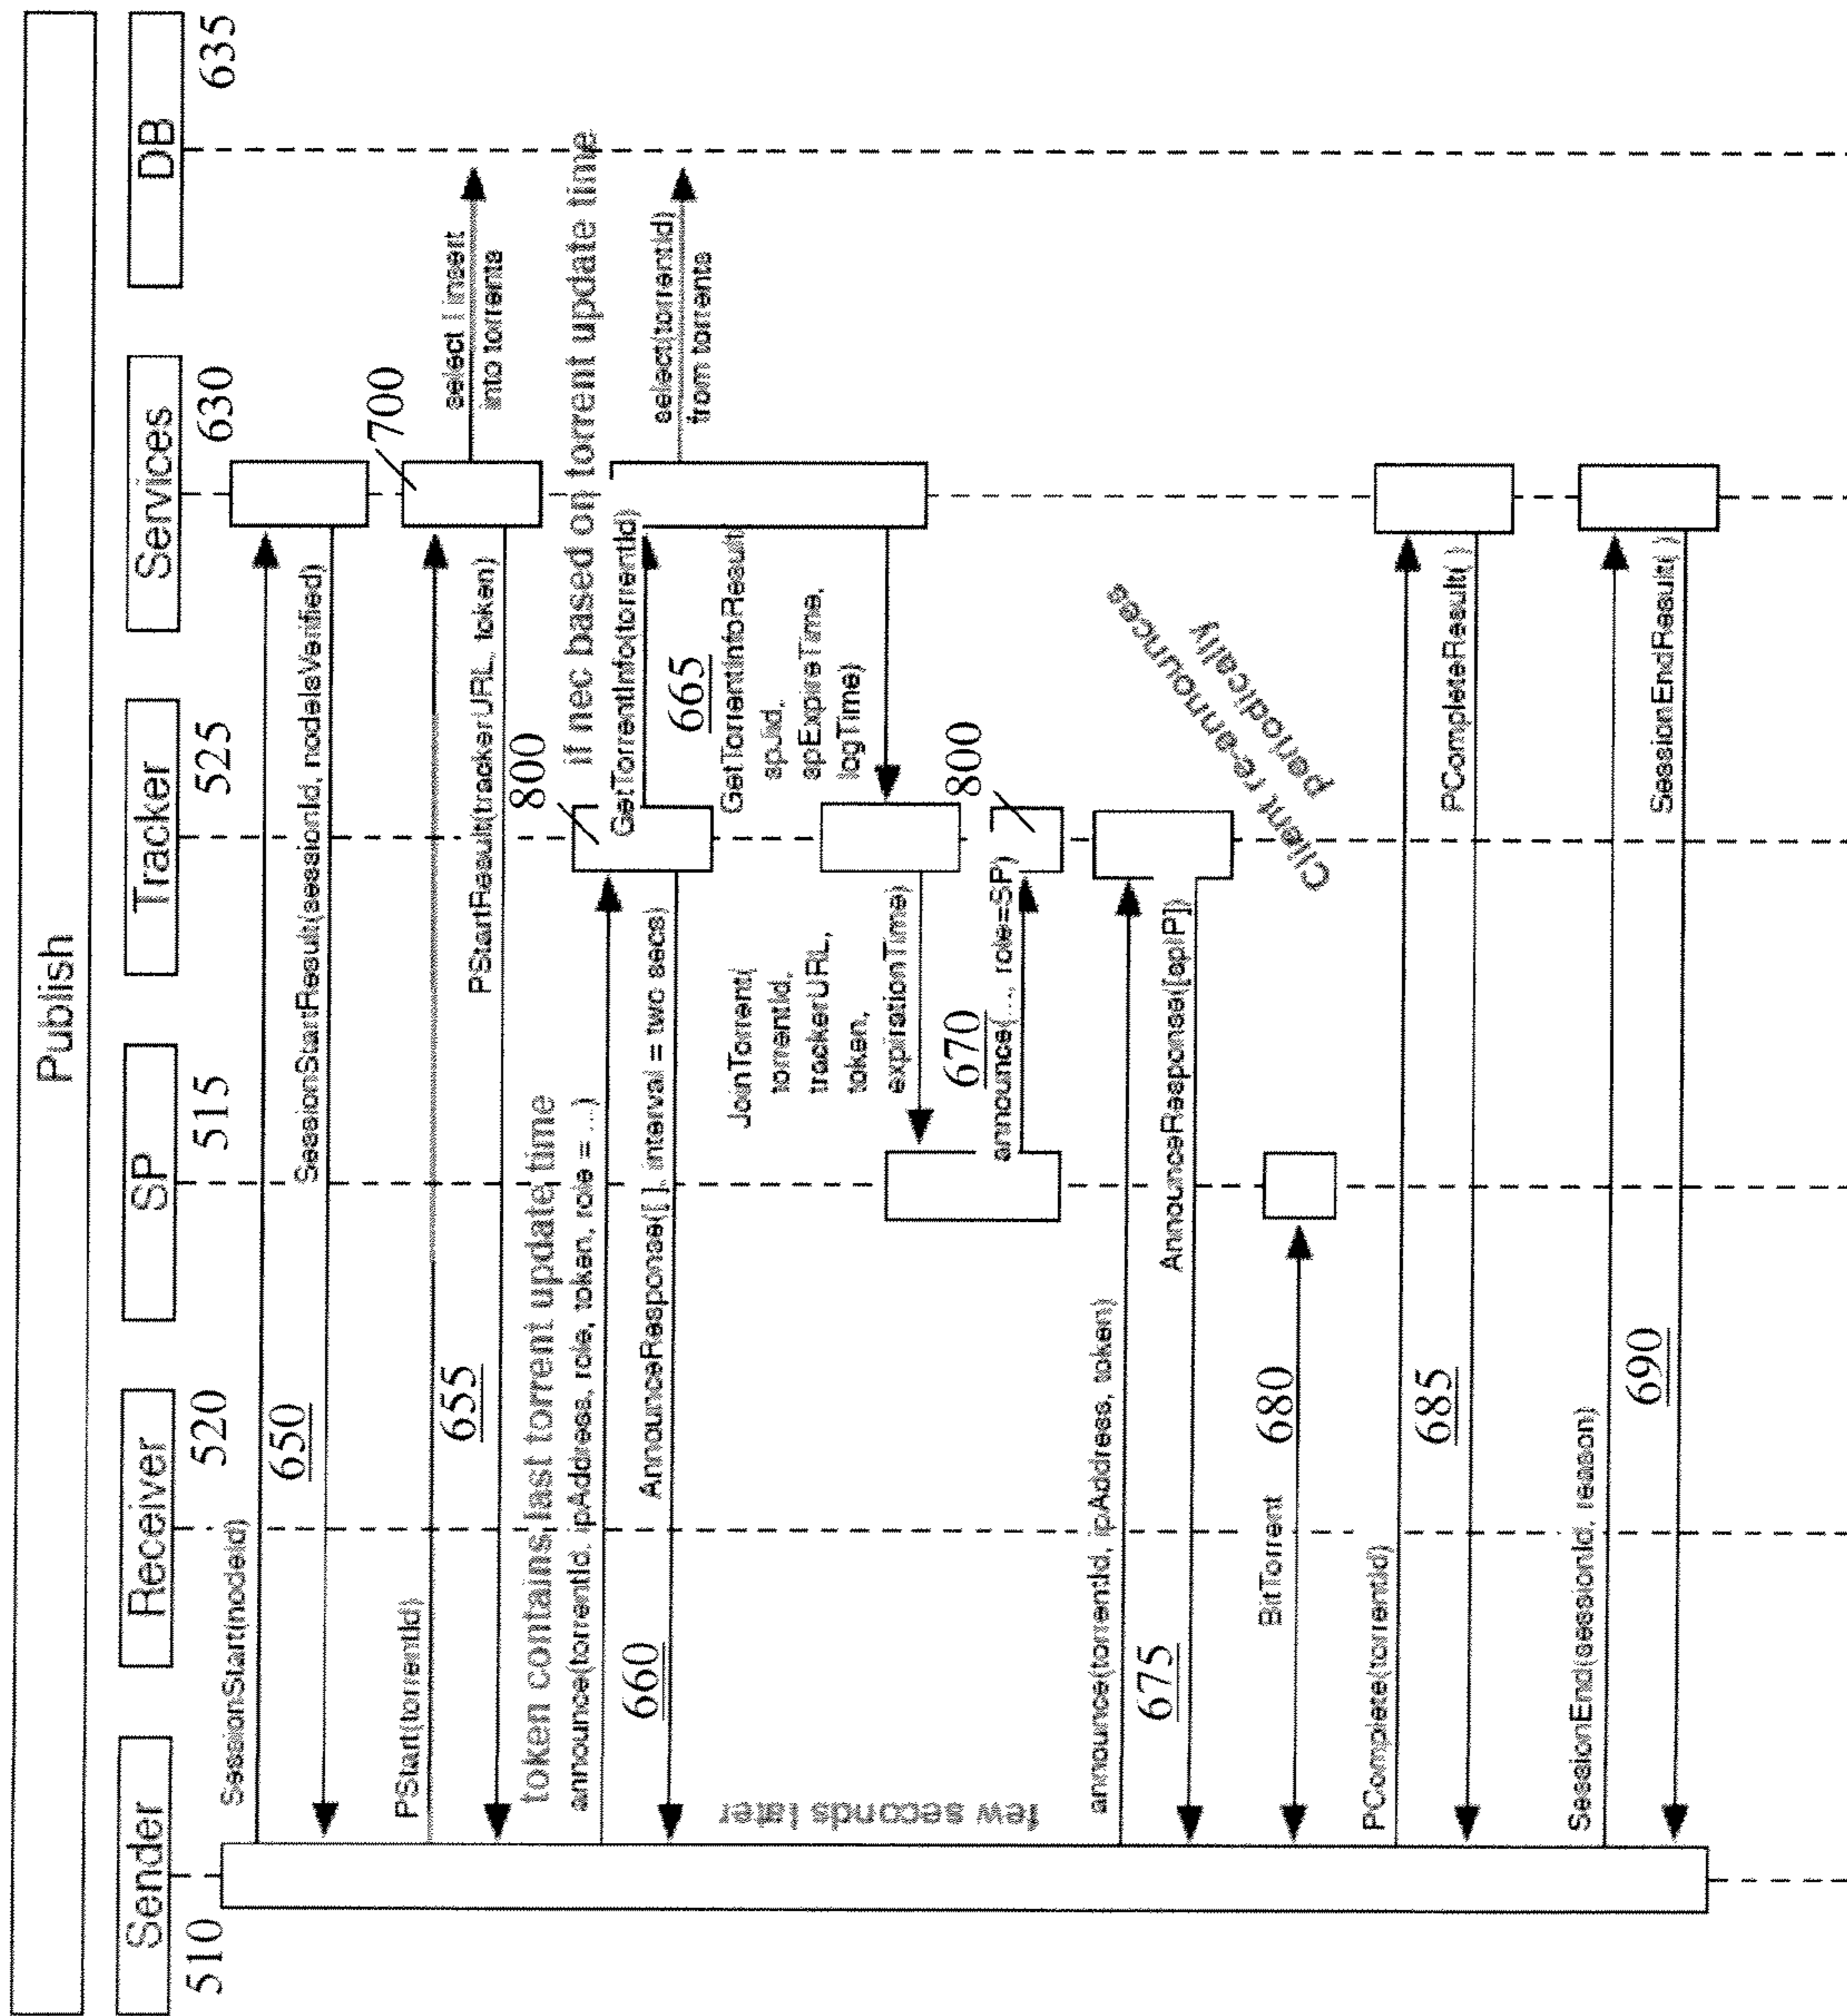 Publish
Sender
Receiver
SP
Tracker
Services
DB
510
520
515
525
630
635
SessionStart(nodeId)
650
SessionStartResult(sessionId, nodeIsVerified)
PStart(torrentId)
655
PStartResult(trackerURL, token)
700
select | insert
into torrents
token contains last torrent update time
if nec based on torrent update time
announce(torrentId, ipAddress, role, token, role = ...)
800
GetTorrentInfo(torrentId)
660
AnnounceResponse([ ], interval = two secs)
665
select(torrentId)
from torrents
GetTorrentInfoResult(
spJid,
spExpireTime,
logTime)
few seconds later
JoinTorrent(
torrentId,
trackerURL,
token,
expirationTime)
670
announce(..., role=SP)
800
announce(torrentId, ipAddress, token)
675
AnnounceResponse([spIP])
Client re-announces
periodically
BitTorrent
680
PComplete(torrentId)
685
PCompleteResult( )
SessionEnd(sessionId, reason)
690
SessionEndResult( )